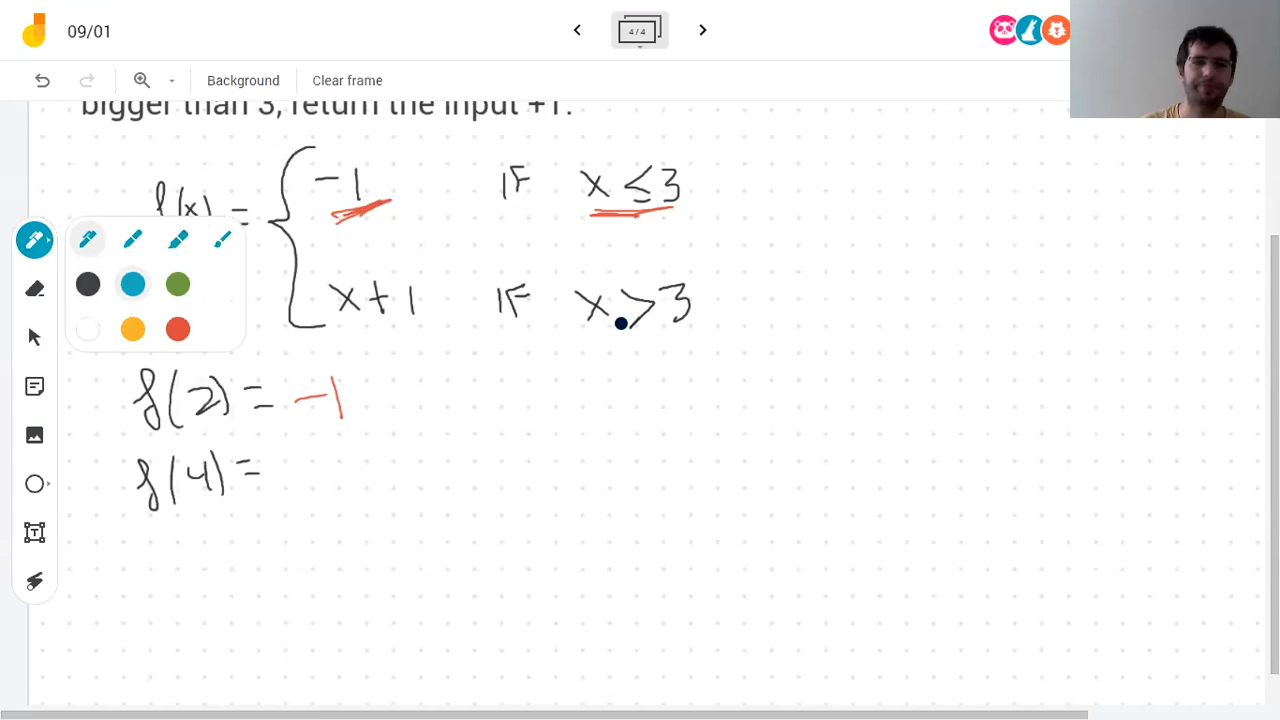 09/01
4 / 4
Background
Clear frame
bigger than 3, return the input +1.
f(x) =
-1 IF x ≤ 3
x + 1 IF x > 3
f(2) = -1
f(4) =